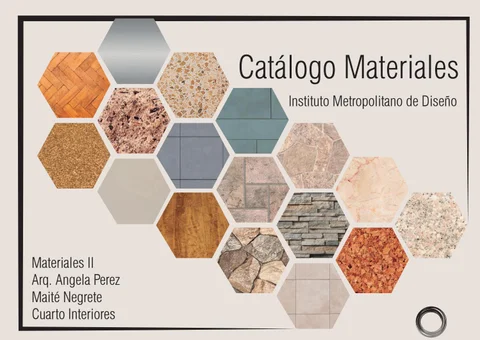 Catálogo Materiales
Instituto Metropolitano de Diseño
Materiales II
Arq. Angela Perez
Maité Negrete
Cuarto Interiores